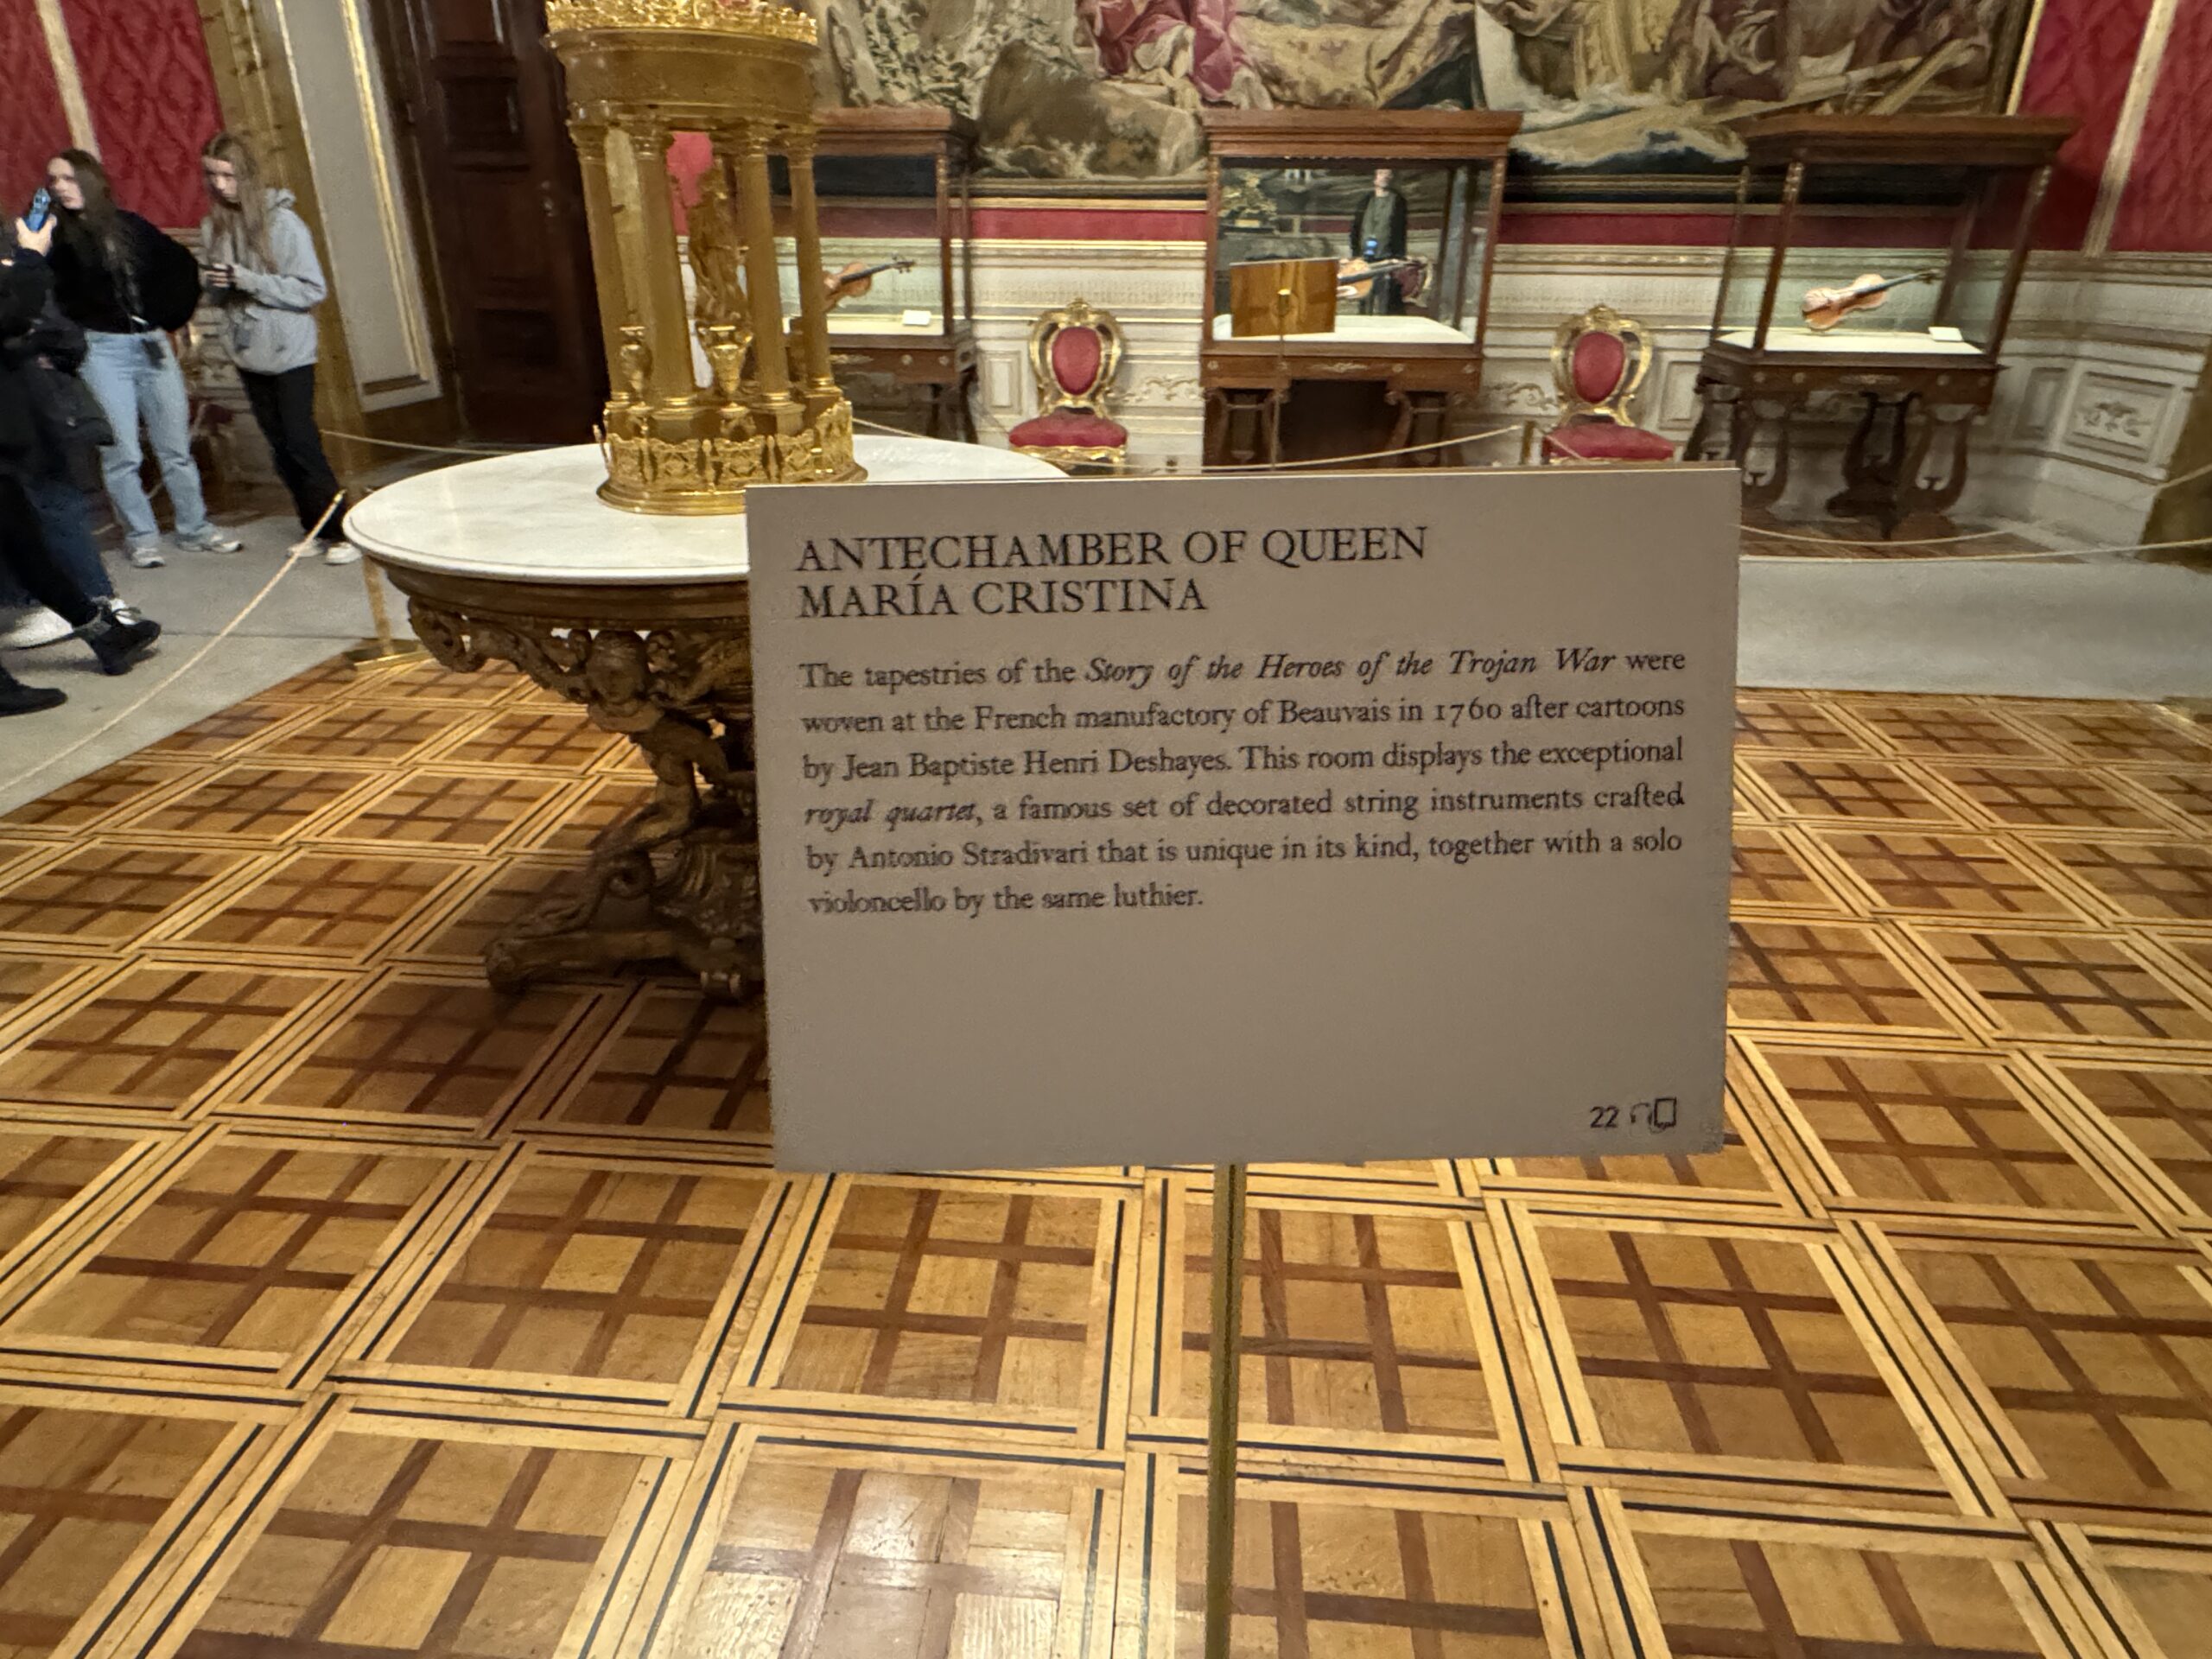 ANTECHAMBER OF QUEEN
MARÍA CRISTINA
The tapestries of the Story of the Heroes of the Trojan War were
woven at the French manufactory of Beauvais in 1760 after cartoons
by Jean Baptiste Henri Deshayes. This room displays the exceptional
royal quartet, a famous set of decorated string instruments crafted
by Antonio Stradivari that is unique in its kind, together with a solo
violoncello by the same luthier.
22